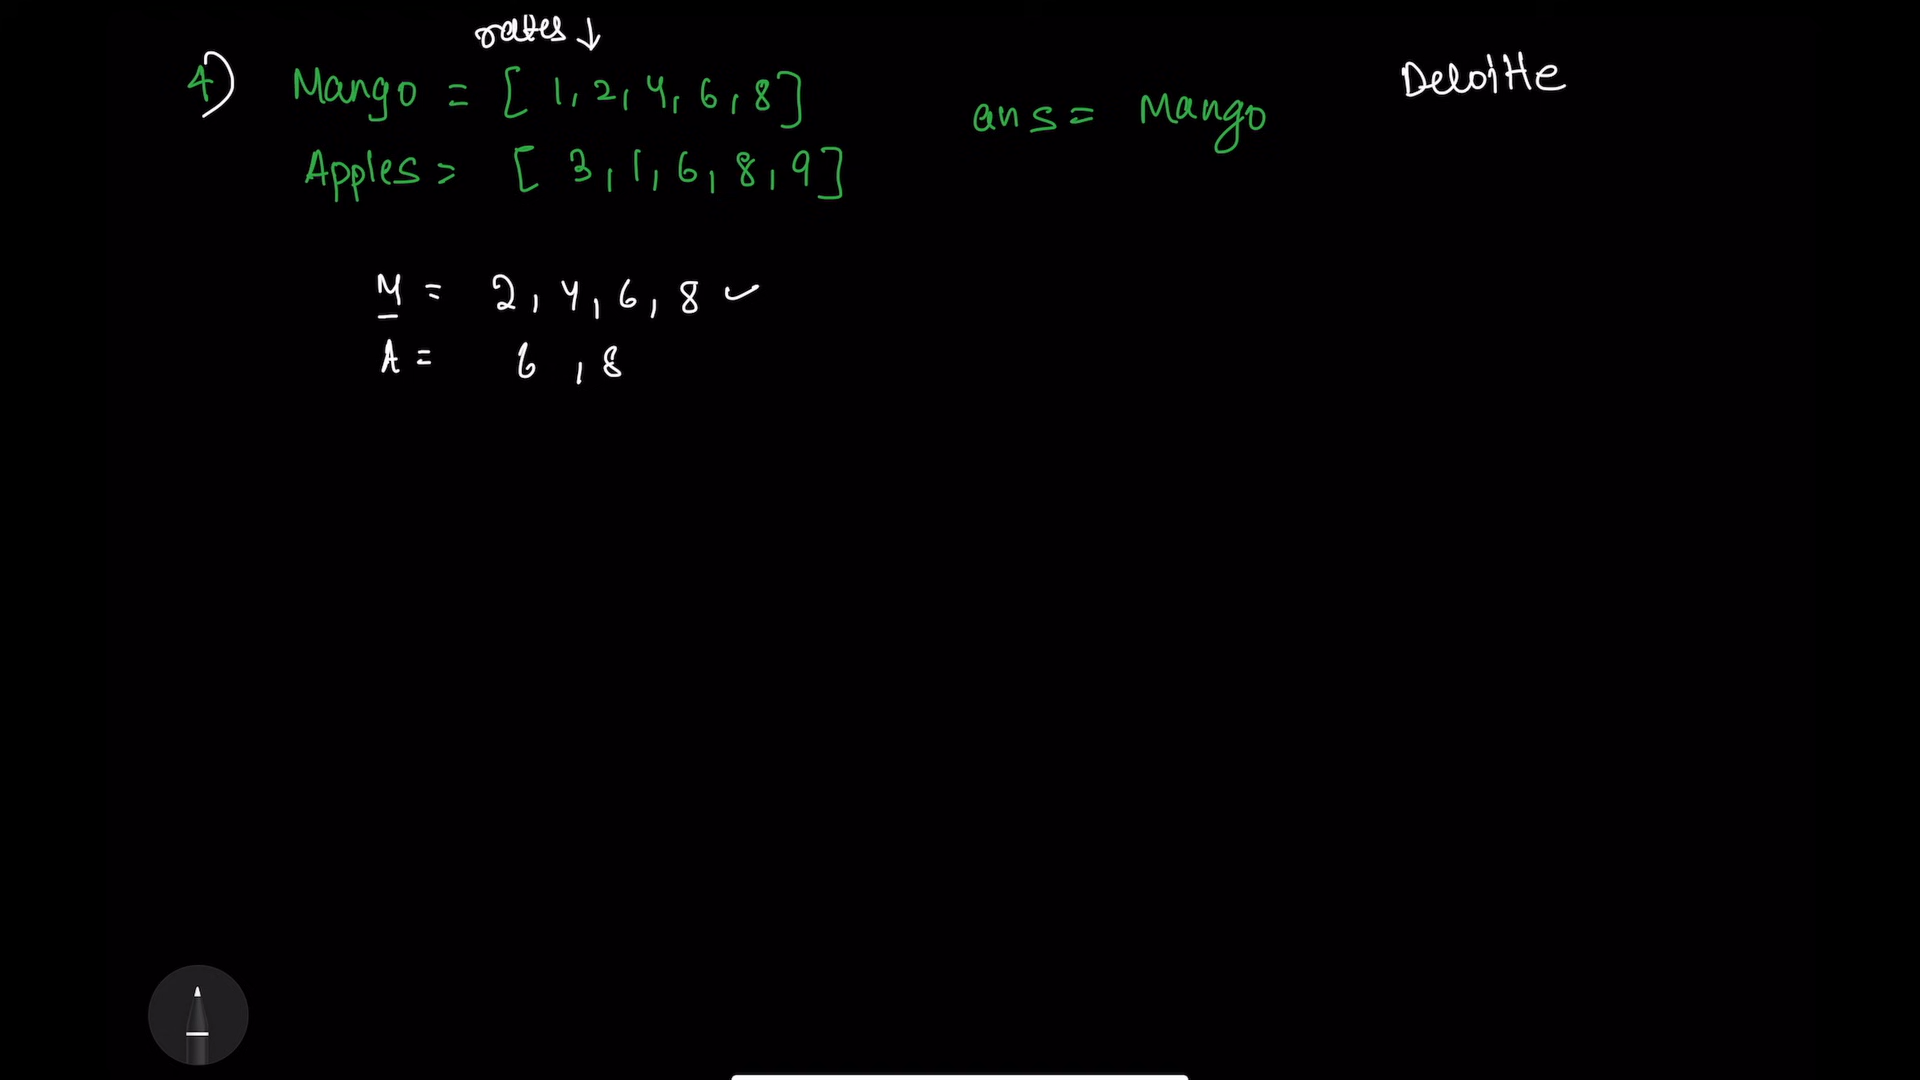 rates ↓
4) Mango = [ 1, 2, 4, 6, 8 ]
ans = Mango
Deloitte
Apples = [ 3, 1, 6, 8, 9 ]
M = 2, 4, 6, 8 ✓
A = 6 , 8